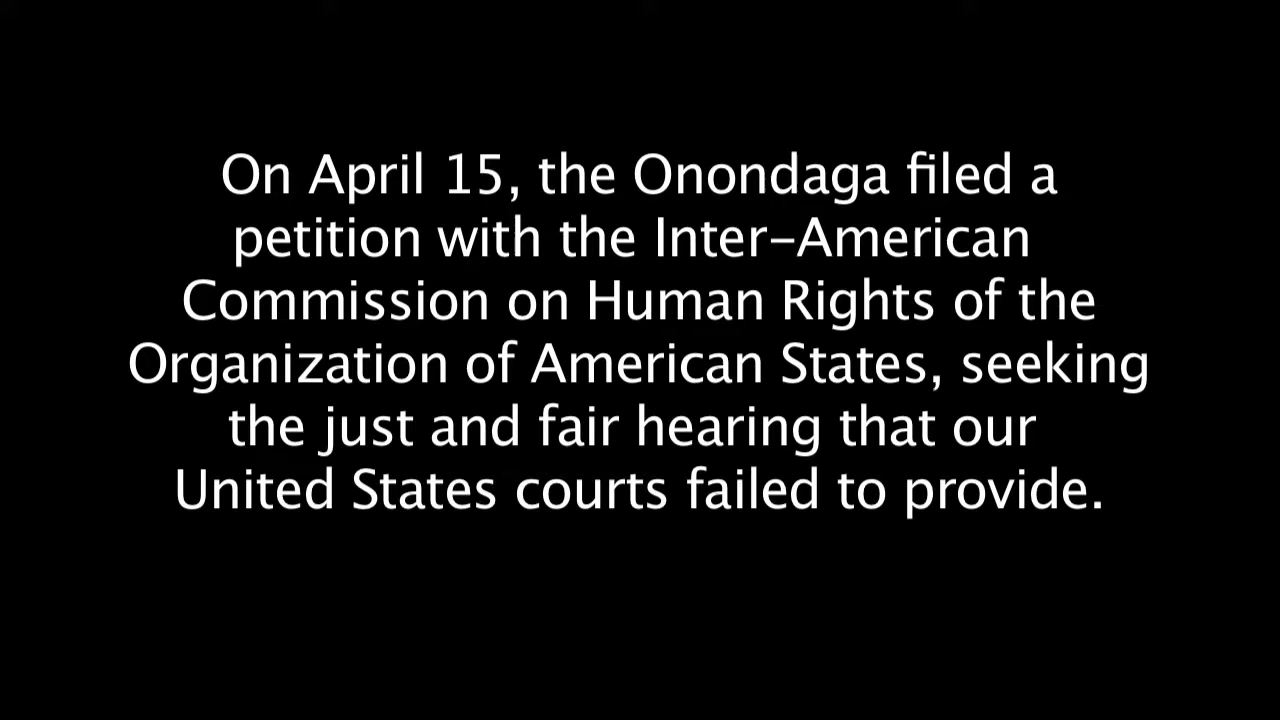 On April 15, the Onondaga filed a
petition with the Inter-American
Commission on Human Rights of the
Organization of American States, seeking
the just and fair hearing that our
United States courts failed to provide.